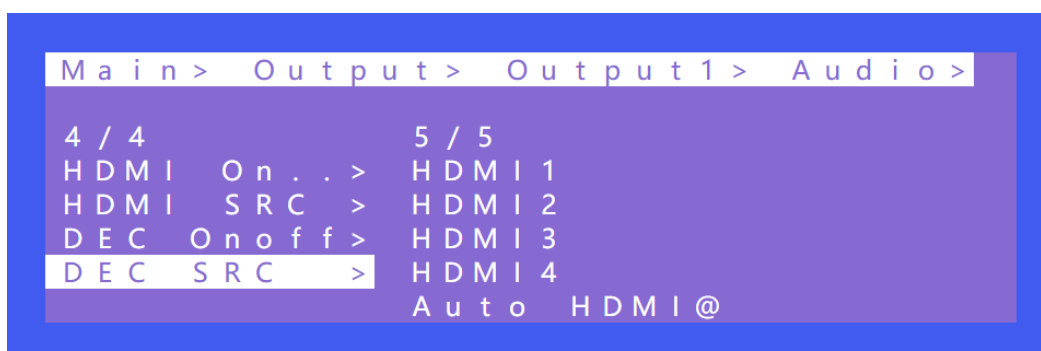 Main> Output> Output1> Audio>
4/4 5/5
HDMI On..> HDMI1
HDMI SRC > HDMI2
DEC Onoff> HDMI3
DEC SRC > HDMI4
Auto HDMI@